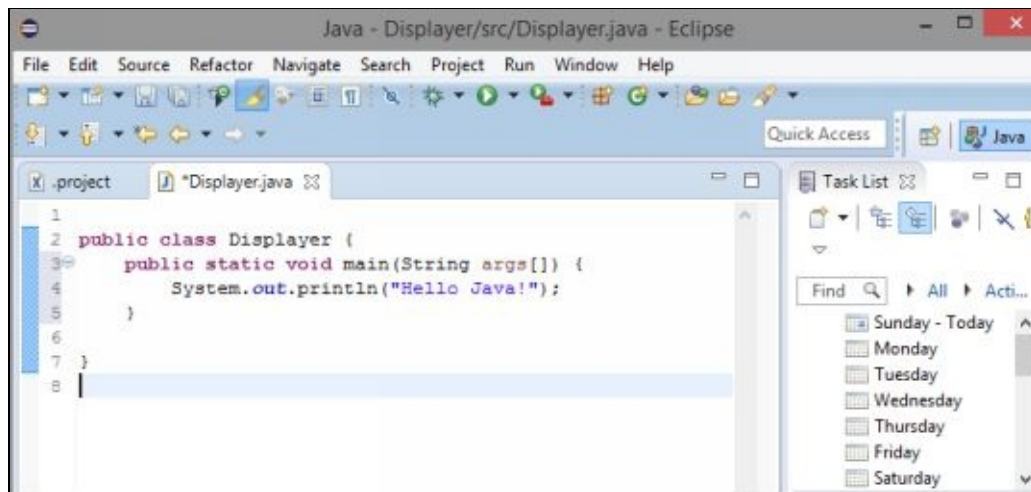 Java - Displayer/src/Displayer.java - Eclipse
File Edit Source Refactor Navigate Search Project Run Window Help
Quick Access
Java
.project
*Displayer.java
Task List
1
2 public class Displayer {
3 public static void main(String args[]) {
4 System.out.println("Hello Java!");
5 }
6
7 }
8
Find All Acti...
Sunday - Today
Monday
Tuesday
Wednesday
Thursday
Friday
Saturday